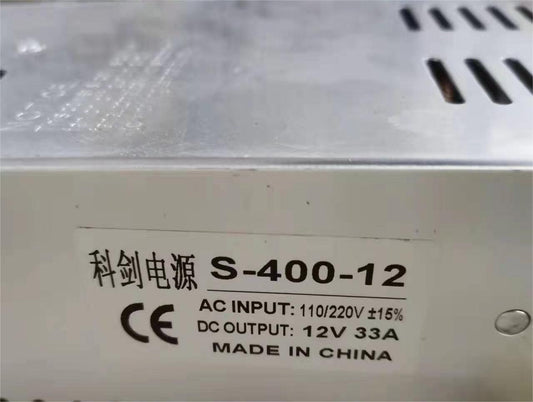 科剑电源 S-400-12
AC INPUT: 110/220V ±15%
CE DC OUTPUT: 12V 33A
MADE IN CHINA